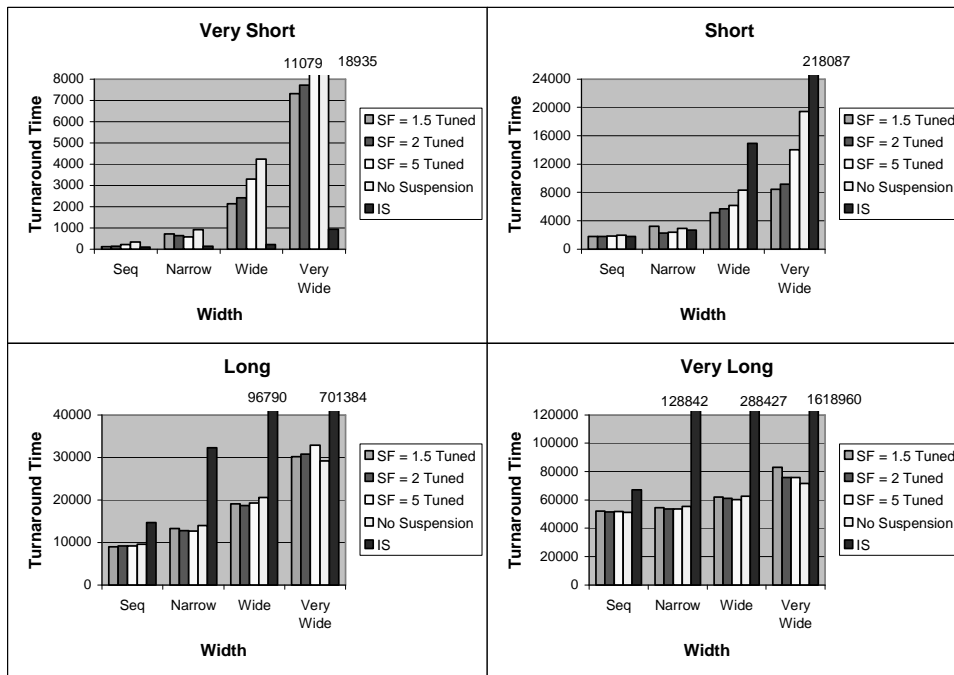 Very Short
11079 18935
8000
7000
6000
5000
4000
3000
2000
1000
0
Turnaround Time
Seq Narrow Wide Very Wide
Width
SF = 1.5 Tuned
SF = 2 Tuned
SF = 5 Tuned
No Suspension
IS
Short
218087
24000
20000
16000
12000
8000
4000
0
Turnaround Time
Seq Narrow Wide Very Wide
Width
SF = 1.5 Tuned
SF = 2 Tuned
SF = 5 Tuned
No Suspension
IS
Long
96790 701384
40000
30000
20000
10000
0
Turnaround Time
Seq Narrow Wide Very Wide
Width
SF = 1.5 Tuned
SF = 2 Tuned
SF = 5 Tuned
No Suspension
IS
Very Long
128842 288427 1618960
120000
100000
80000
60000
40000
20000
0
Turnaround Time
Seq Narrow Wide Very Wide
Width
SF = 1.5 Tuned
SF = 2 Tuned
SF = 5 Tuned
No Suspension
IS